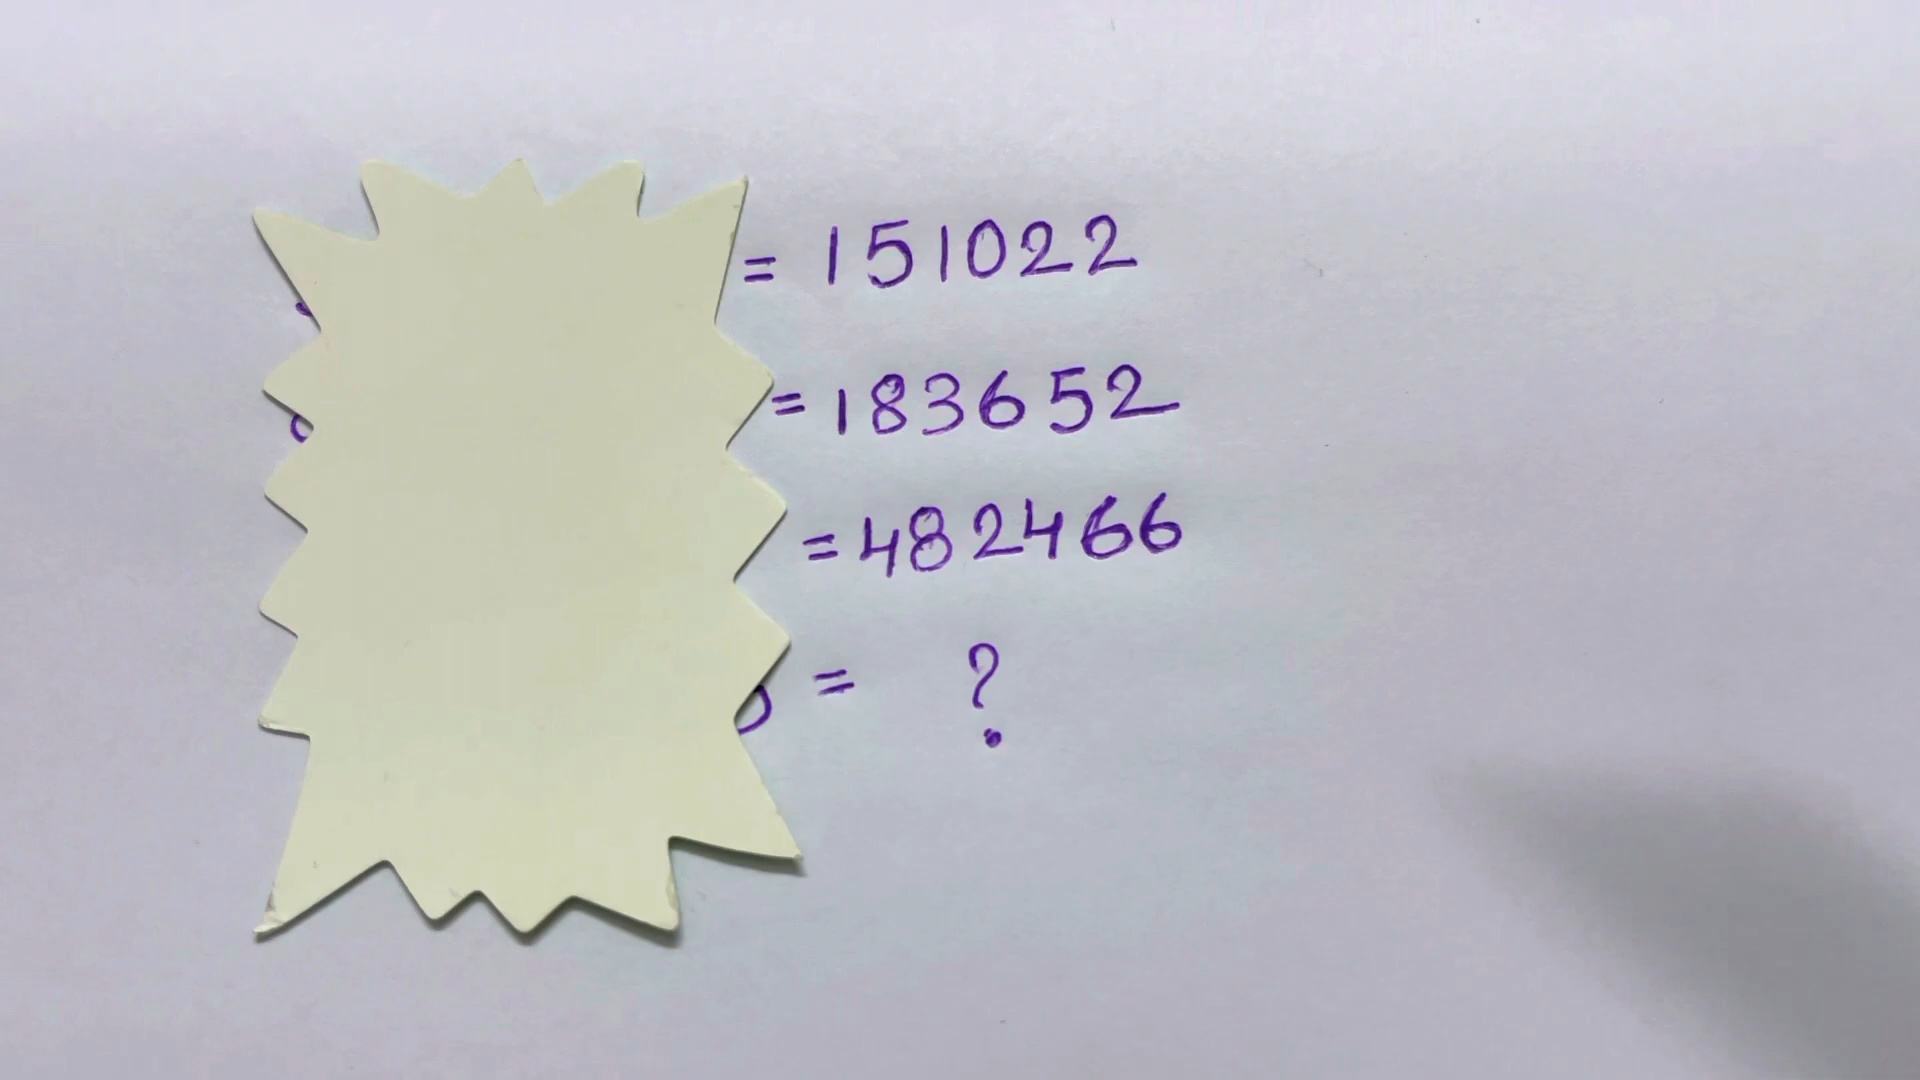 = 151022
= 183652
= 482466
= ?